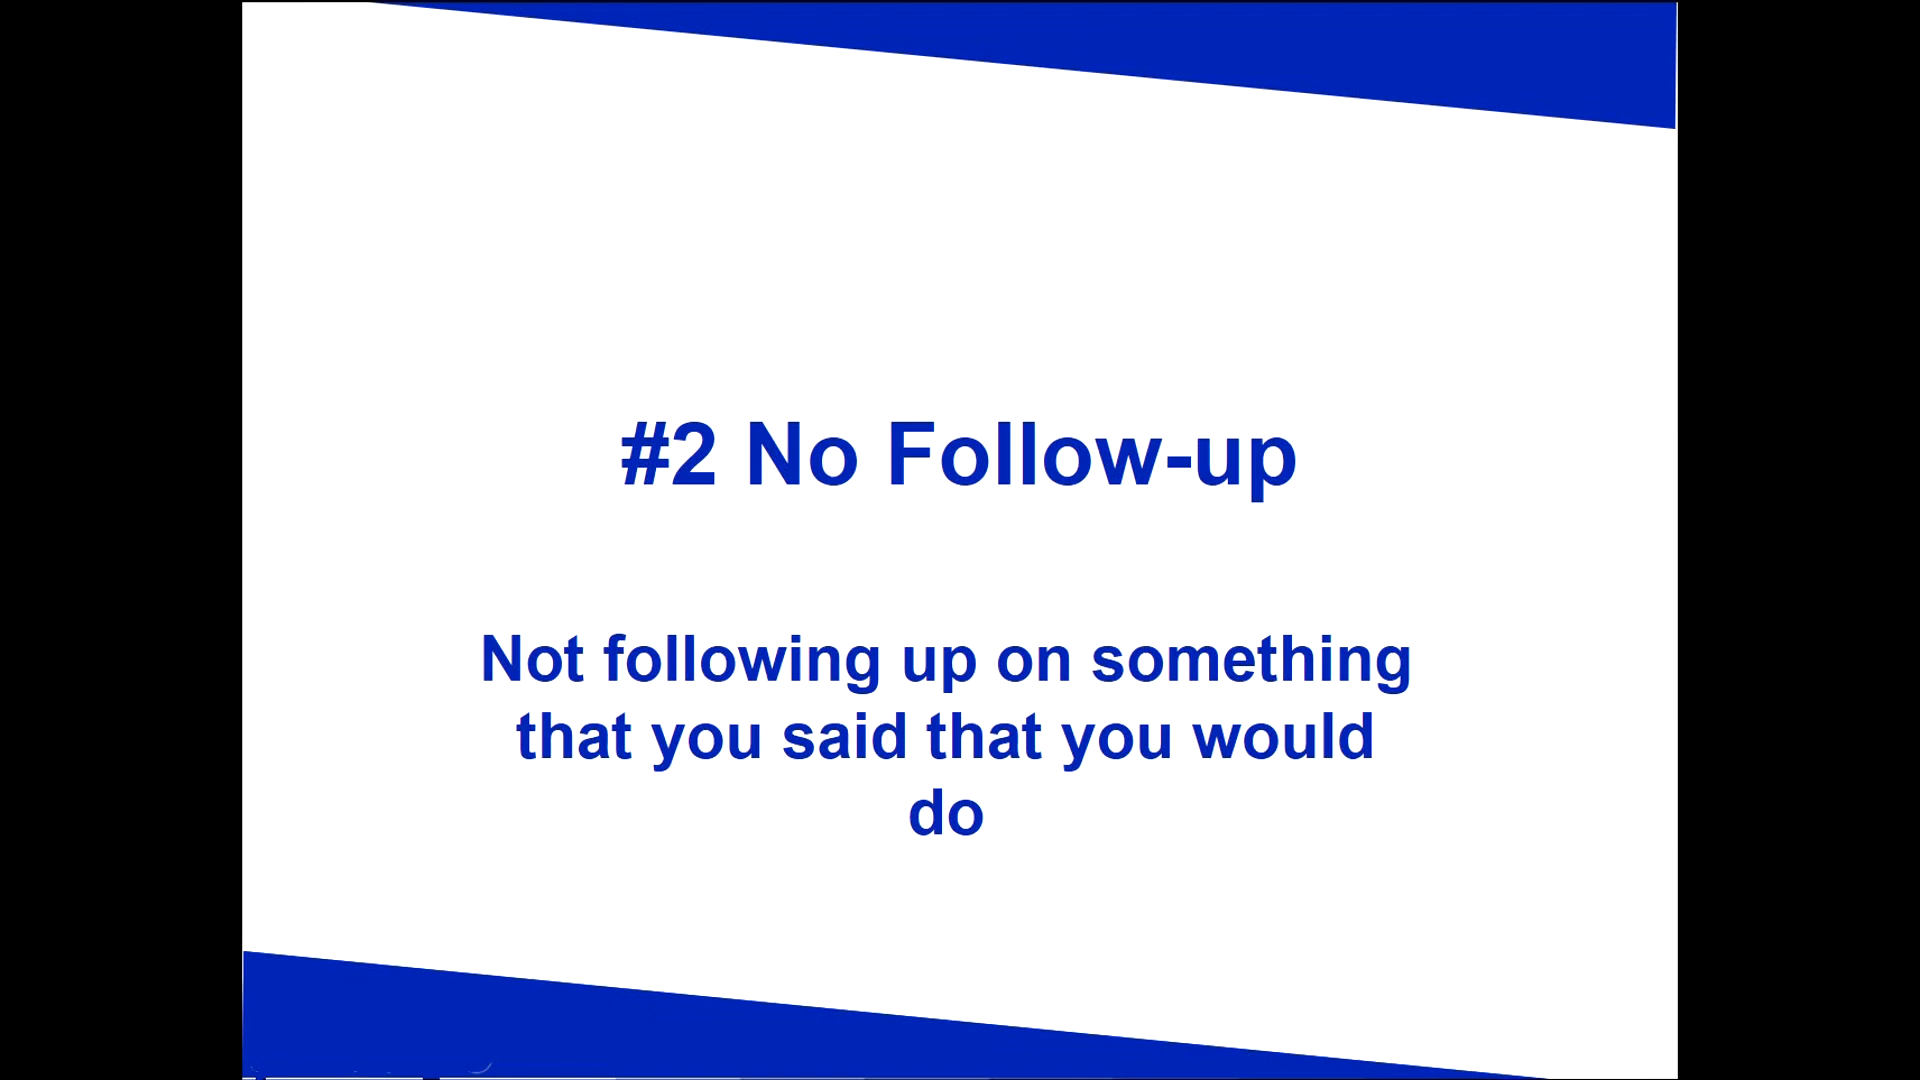 #2 No Follow-up
Not following up on something
that you said that you would
do